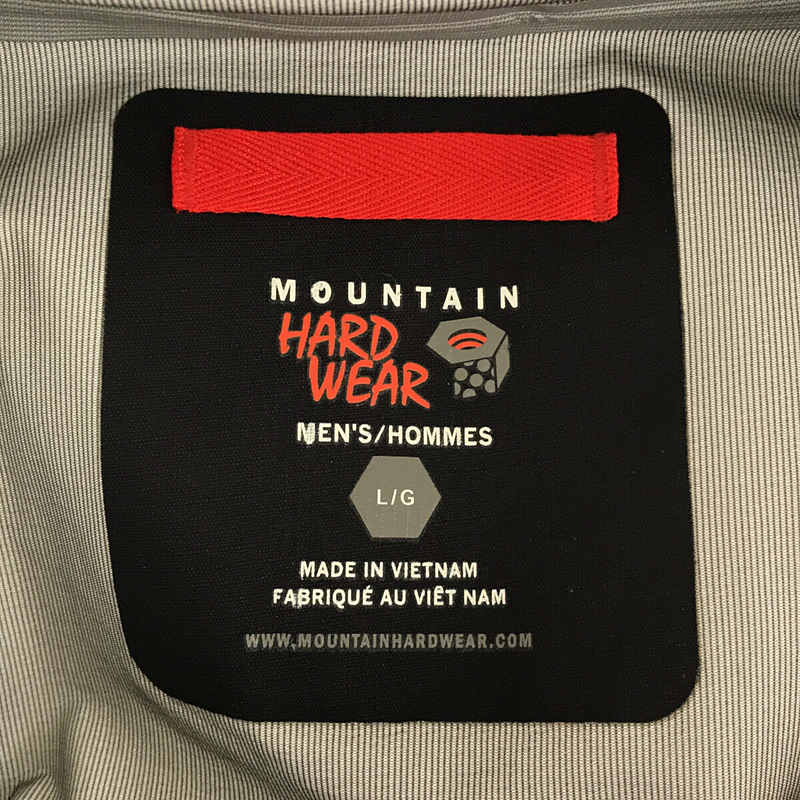 MOUNTAIN
HARD
WEAR
MEN'S/HOMMES
L/G
MADE IN VIETNAM
FABRIQUÉ AU VIÊT NAM
WWW.MOUNTAINHARDWEAR.COM